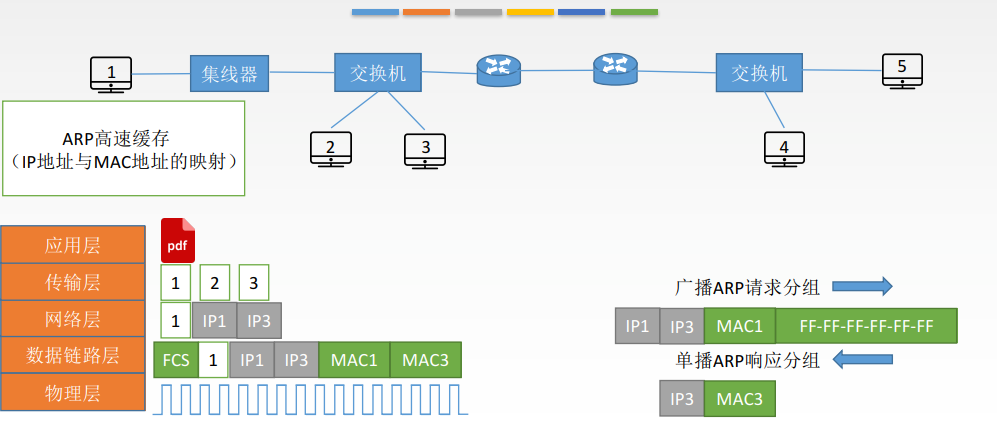 1
集线器
交换机
交换机
5
ARP高速缓存
（IP地址与MAC地址的映射）
2
3
4
应用层
pdf
传输层
1
2
3
网络层
1
IP1
IP3
数据链路层
FCS
1
IP1
IP3
MAC1
MAC3
物理层
广播ARP请求分组
IP1
IP3
MAC1
FF-FF-FF-FF-FF-FF
单播ARP响应分组
IP3
MAC3